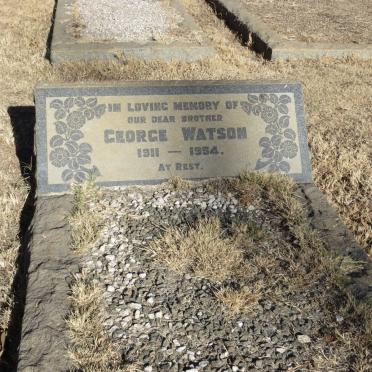 IN LOVING MEMORY OF
OUR DEAR BROTHER
GEORGE WATSON
1911 — 1954.
AT REST.